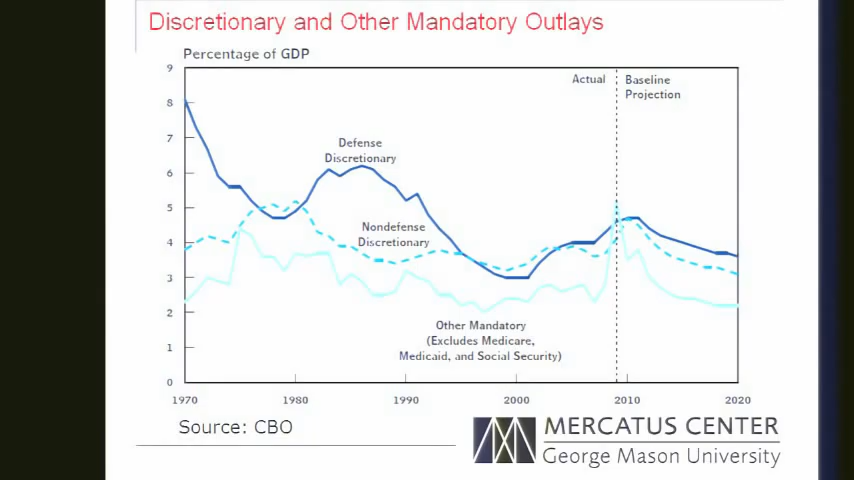 Discretionary and Other Mandatory Outlays
Percentage of GDP
9
8
7
6
5
4
3
2
1
0
Actual
Baseline
Projection
Defense
Discretionary
Nondefense
Discretionary
Other Mandatory
(Excludes Medicare,
Medicaid, and Social Security)
1970 1980 1990 2000 2010 2020
Source: CBO
MERCATUS CENTER
George Mason University